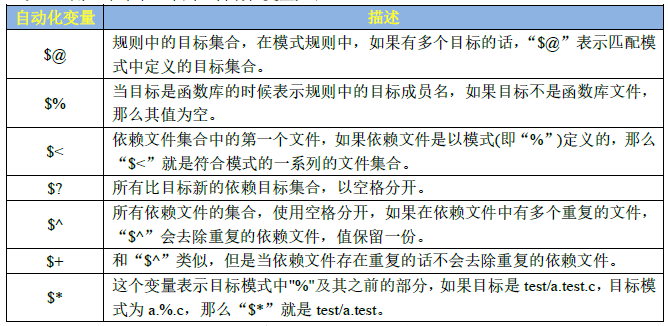 自动化变量 描述
$@ 规则中的目标集合，在模式规则中，如果有多个目标的话，“$@”表示匹配模
式中定义的目标集合。
$% 当目标是函数库的时候表示规则中的目标成员名，如果目标不是函数库文件，
那么其值为空。
$< 依赖文件集合中的第一个文件，如果依赖文件是以模式(即“%”)定义的，那么
“$<”就是符合模式的一系列的文件集合。
$? 所有比目标新的依赖目标集合，以空格分开。
$^ 所有依赖文件的集合，使用空格分开，如果在依赖文件中有多个重复的文件，
“$^”会去除重复的依赖文件，值保留一份。
$+ 和“$^”类似，但是当依赖文件存在重复的话不会去除重复的依赖文件。
$* 这个变量表示目标模式中"%"及其之前的部分，如果目标是 test/a.test.c，目标模
式为 a.%.c，那么“$*”就是 test/a.test。